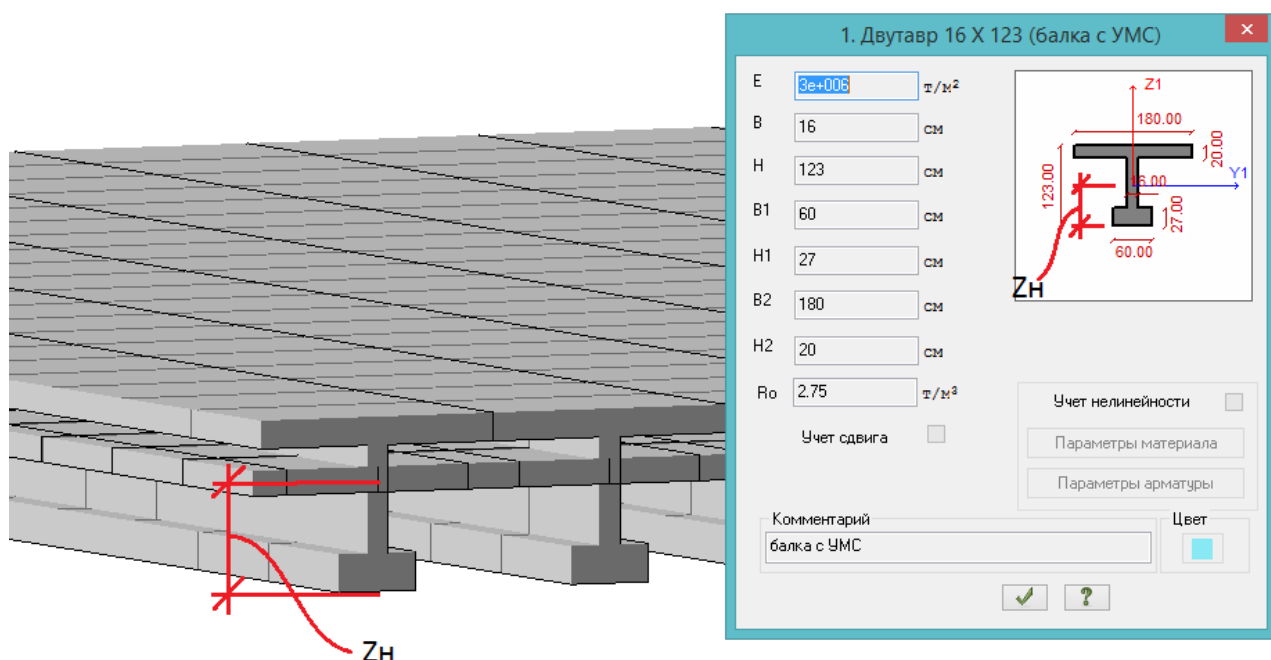 1. Двутавр 16 X 123 (балка с УМС)
E 3e+006 т/м²
B 16 см
H 123 см
B1 60 см
H1 27 см
B2 180 см
H2 20 см
Ro 2.75 т/м³
Учет сдвига
Z1
180.00
20.00
Y1
16.00
123.00
27.00
60.00
Zн
Учет нелинейности
Параметры материала
Параметры арматуры
Комментарий
балка с УМС
Цвет
?
Zн